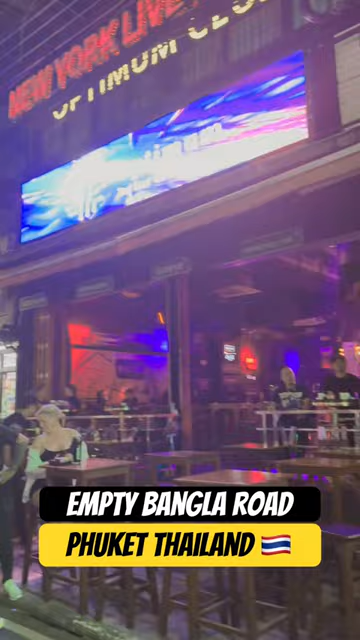 NEW YORK LIVE
OPTIMUM CLUB
EMPTY BANGLA ROAD
PHUKET THAILAND 🇹🇭